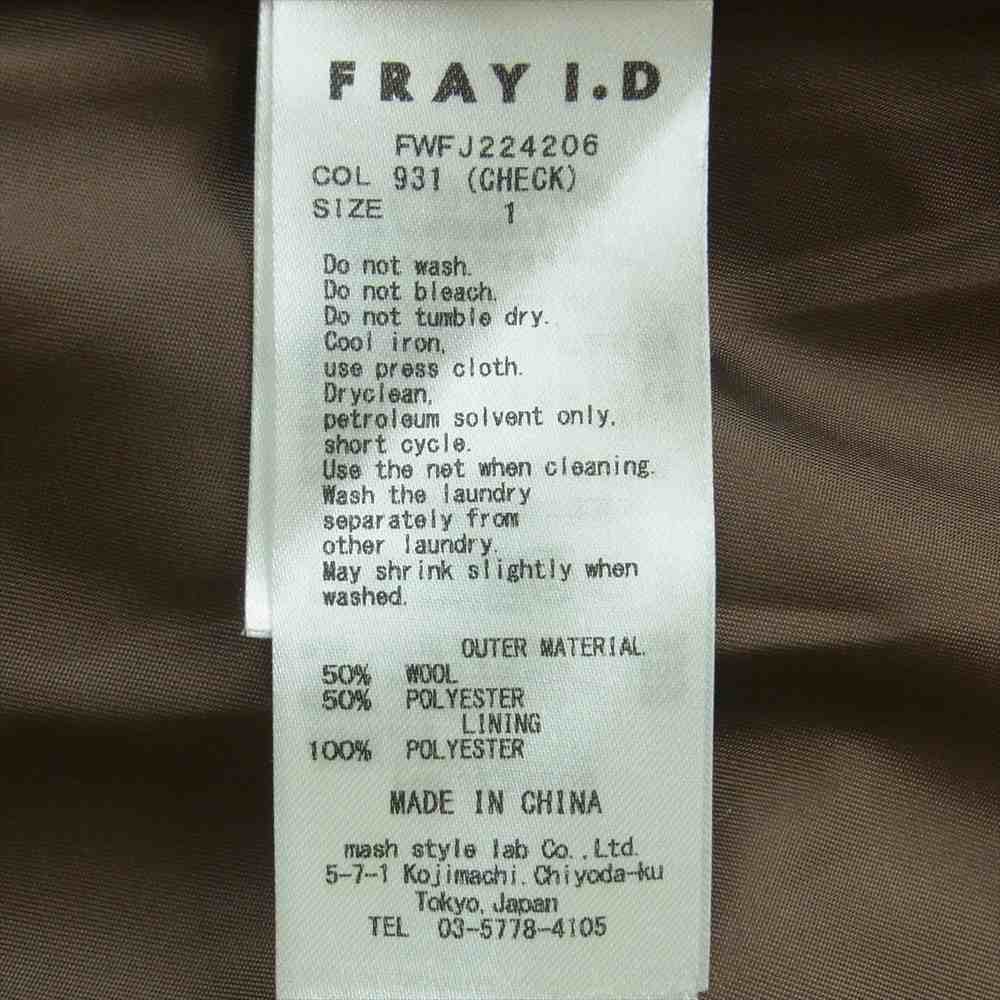 FRAY I.D
FWFJ224206
COL 931 (CHECK)
SIZE 1
Do not wash.
Do not bleach.
Do not tumble dry.
Cool iron,
use press cloth.
Dryclean,
petroleum solvent only,
short cycle.
Use the net when cleaning.
Wash the laundry
separately from
other laundry.
May shrink slightly when
washed.
OUTER MATERIAL
50% WOOL
50% POLYESTER
LINING
100% POLYESTER
MADE IN CHINA
mash style lab Co.,Ltd.
5-7-1 Kojimachi, Chiyoda-ku
Tokyo, Japan
TEL 03-5778-4105